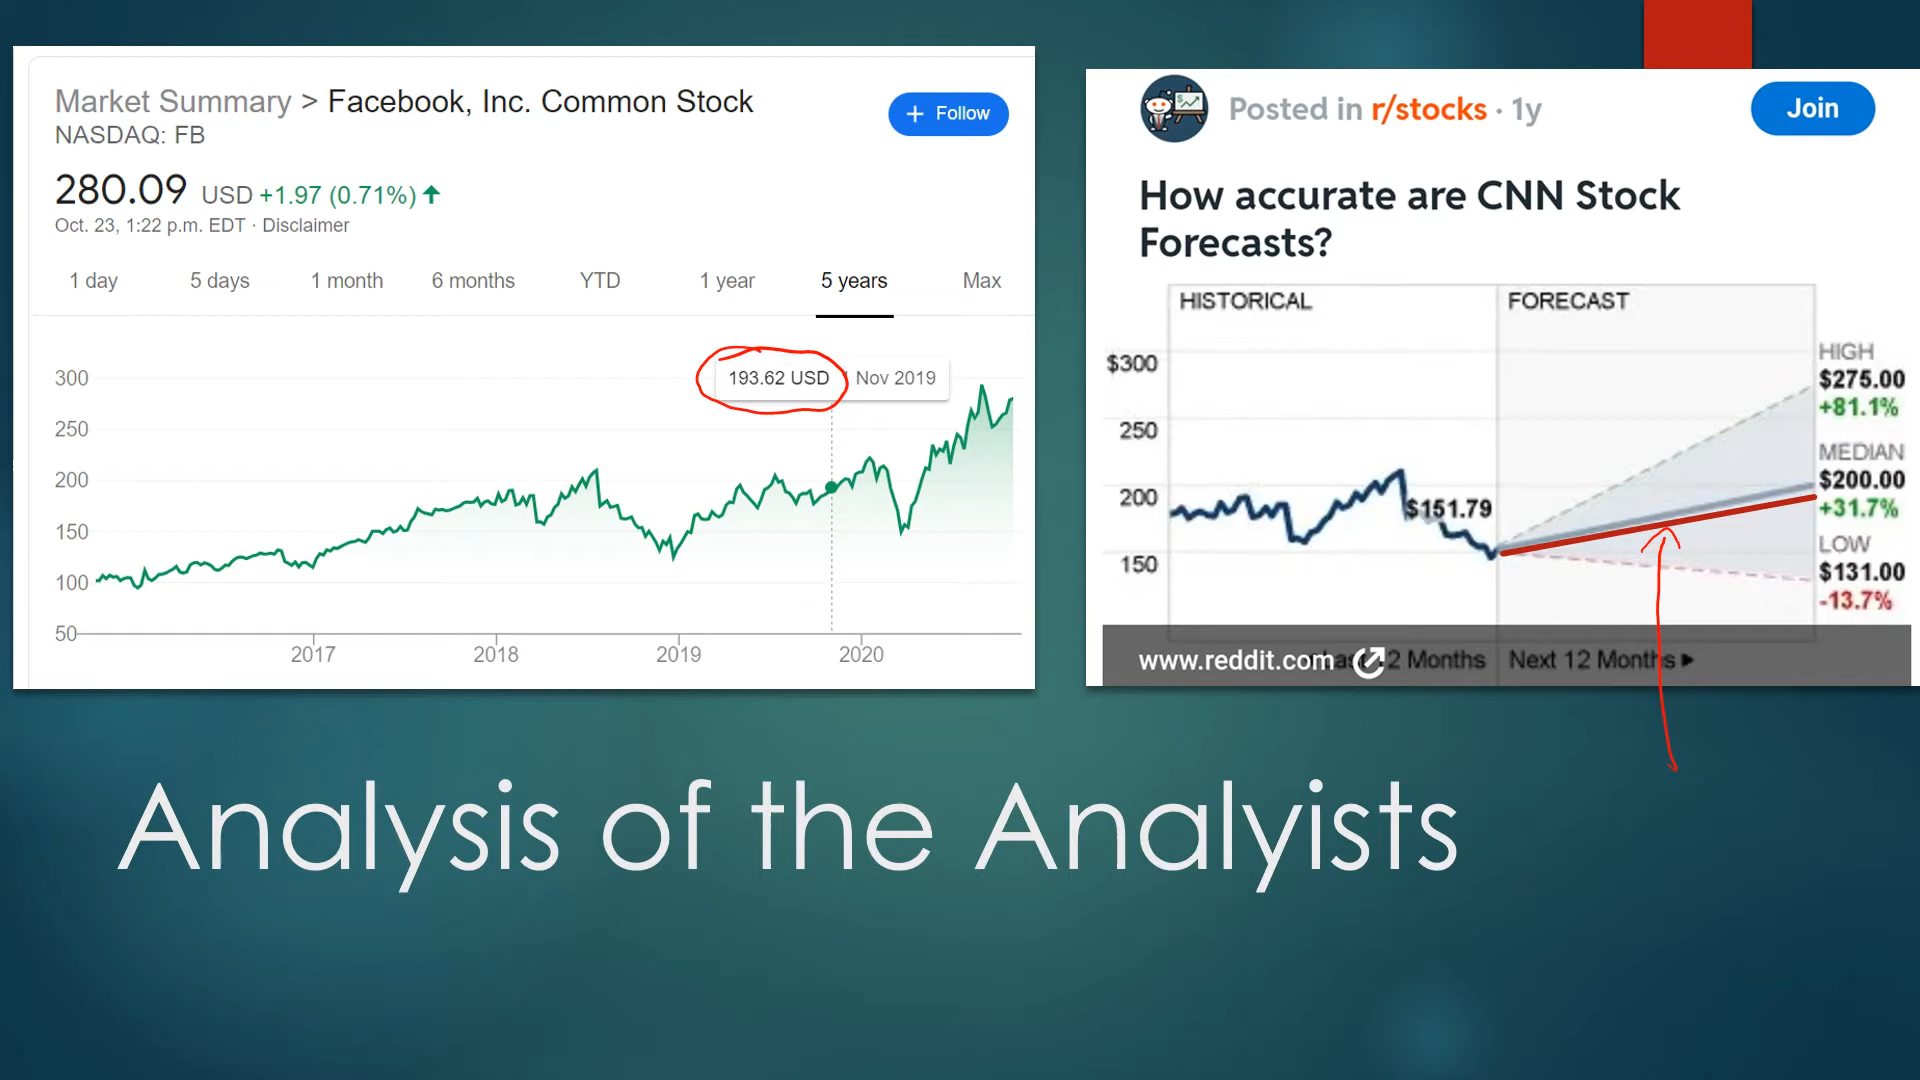 Market Summary > Facebook, Inc. Common Stock
NASDAQ: FB
+ Follow
280.09 USD +1.97 (0.71%)
Oct. 23, 1:22 p.m. EDT · Disclaimer
1 day 5 days 1 month 6 months YTD 1 year 5 years Max
193.62 USD Nov 2019
300
250
200
150
100
50
2017 2018 2019 2020
Posted in r/stocks · 1y
Join
How accurate are CNN Stock
Forecasts?
HISTORICAL FORECAST
$300
250
200
150
$151.79
HIGH
$275.00
+81.1%
MEDIAN
$200.00
+31.7%
LOW
$131.00
-13.7%
www.reddit.com
2 Months Next 12 Months
Analysis of the Analyists